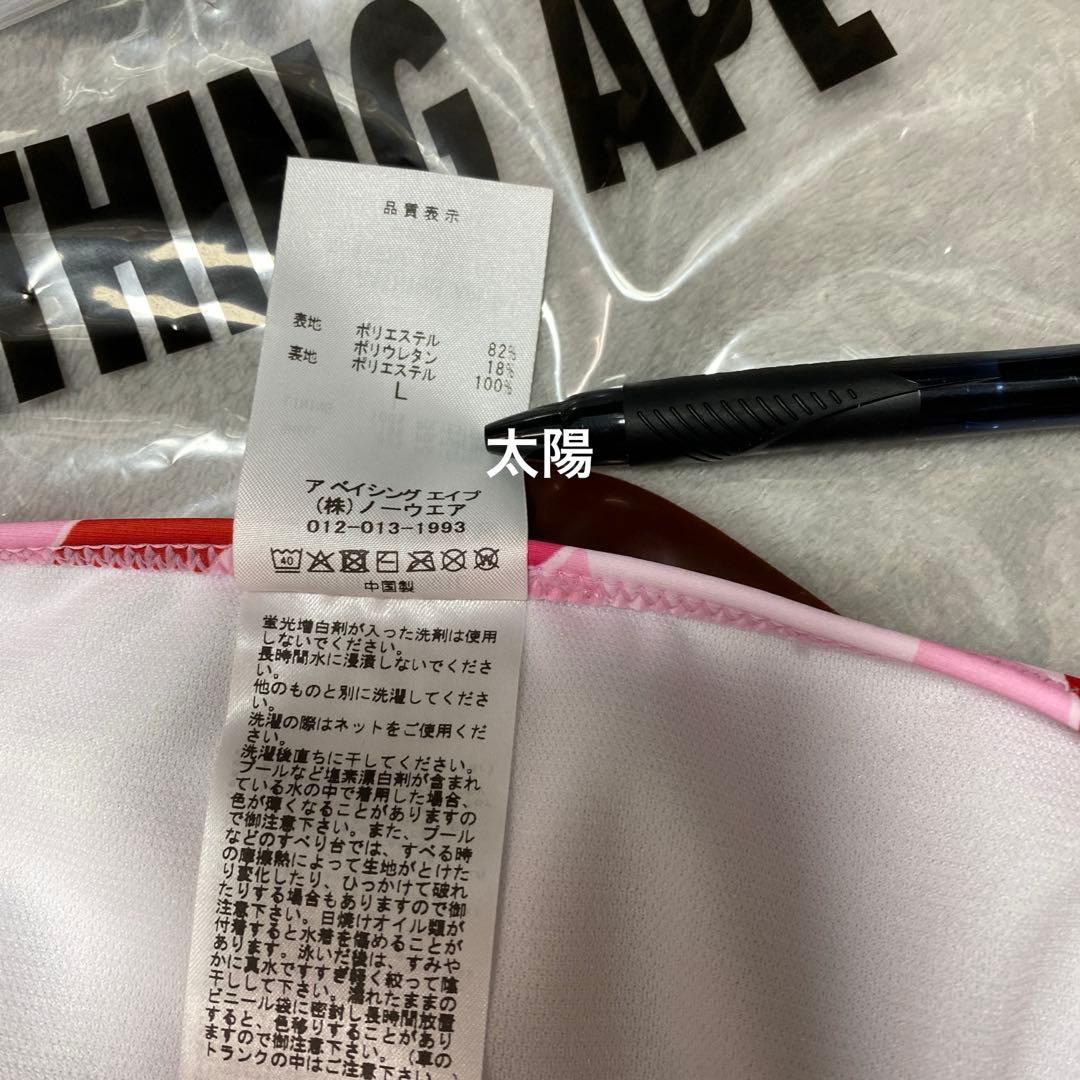 THING APE
品質表示
表地 ポリエステル 82%
ポリウレタン 18%
裏地 ポリエステル 100%
L
太陽
ア ベイシング エイプ
(株)ノーウエア
012-013-1993
40
中国製
蛍光増白剤が入った洗剤は使用
しないでください。
長時間水に浸漬しないでくださ
い。
他のものと別に洗濯してくださ
い。
洗濯の際はネットをご使用くだ
さい。
洗濯後直ちに干してください。
プールなど塩素漂白剤が含まれ
ている水の中で着用した場合、
色が薄くなることがありますの
で御注意下さい。また、プール
などのすべり台では、すべる時
の摩擦熱によって生地がとけた
り変化したり、ひっかけて破れ
たりする場合もありますので御
注意下さい。日焼けオイル類が
付着すると水着を傷めることが
あります。泳いだ後は、すみや
かに真水ですすぎ軽く絞って陰
干しして下さい。濡れたままの
ビニール袋に密封し長時間放置
すると、色移りすることがあり
ますので御注意下さい。(車の
トランクの中はご注意下さい。)